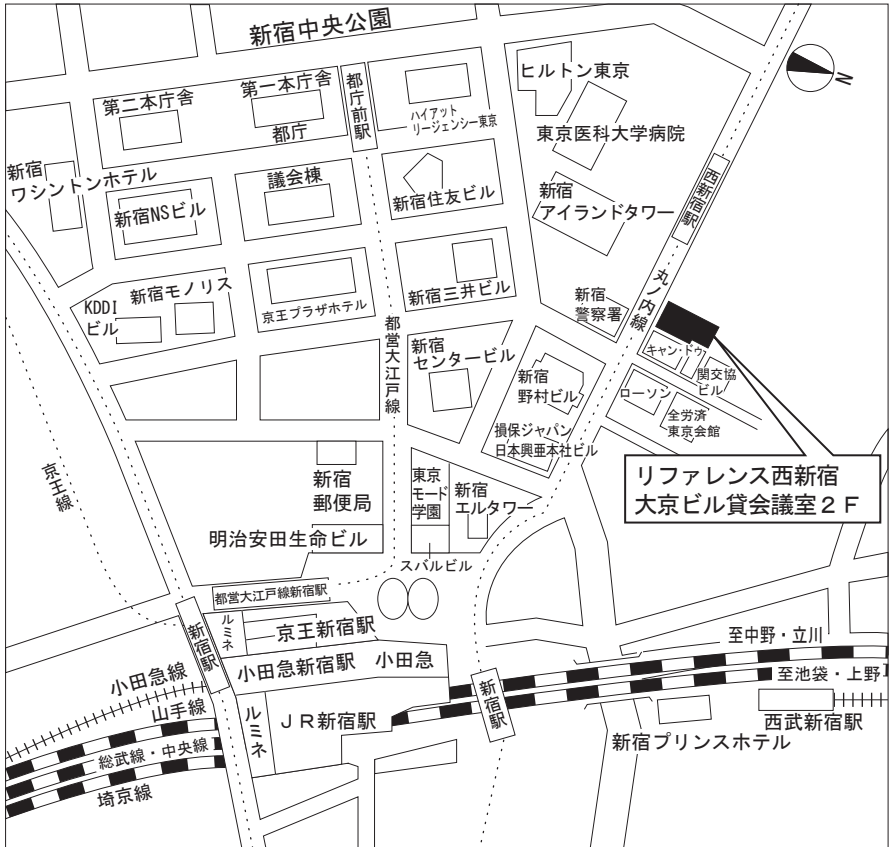 新宿中央公園
N
ヒルトン東京
第一本庁舎
都庁前駅
第二本庁舎
ハイアット
リージェンシー東京
都庁
東京医科大学病院
新宿
ワシントンホテル
議会棟
西新宿駅
新宿
アイランドタワー
新宿住友ビル
新宿NSビル
丸ノ内線
新宿モノリス
新宿三井ビル
KDDI
ビル
京王プラザホテル
新宿
警察署
都営大江戸線
新宿
センタービル
キャン・ドゥ
関交協
ビル
新宿
野村ビル
ローソン
全労済
東京会館
損保ジャパン
日本興亜本社ビル
リファレンス西新宿
大京ビル貸会議室2F
京王線
新宿
郵便局
東京
モード
学園
新宿
エルタワー
明治安田生命ビル
スバルビル
都営大江戸線新宿駅
ルミネ
京王新宿駅
新宿駅
至中野・立川
小田急新宿駅
小田急
小田急線
至池袋・上野
新宿駅
山手線
ルミネ
JR新宿駅
西武新宿駅
新宿プリンスホテル
総武線・中央線
埼京線